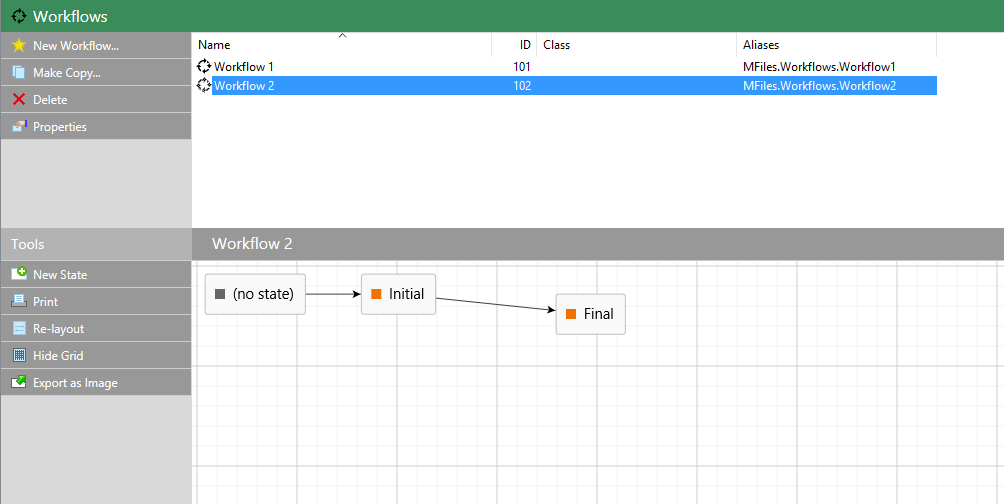 Workflows
New Workflow...
Make Copy...
Delete
Properties
Name ID Class Aliases
Workflow 1 101 MFiles.Workflows.Workflow1
Workflow 2 102 MFiles.Workflows.Workflow2
Tools
New State
Print
Re-layout
Hide Grid
Export as Image
Workflow 2
(no state) Initial
Final